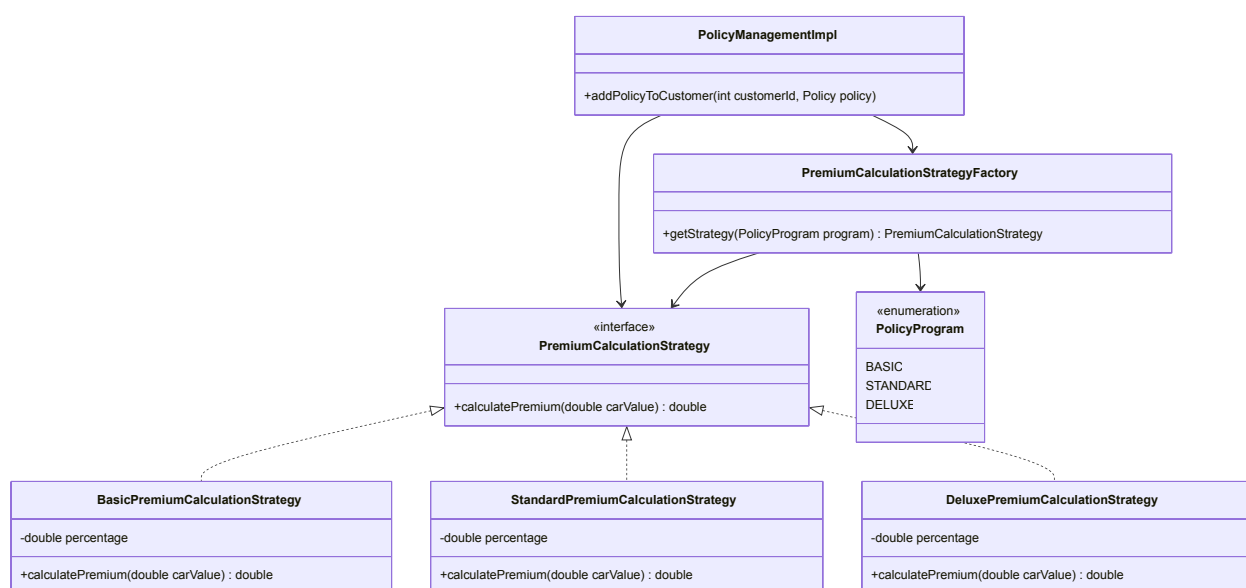 PolicyManagementImpl
+addPolicyToCustomer(int customerId, Policy policy)
PremiumCalculationStrategyFactory
+getStrategy(PolicyProgram program) : PremiumCalculationStrategy
«interface»
PremiumCalculationStrategy
+calculatePremium(double carValue) : double
«enumeration»
PolicyProgram
BASIC
STANDARD
DELUXE
BasicPremiumCalculationStrategy
-double percentage
+calculatePremium(double carValue) : double
StandardPremiumCalculationStrategy
-double percentage
+calculatePremium(double carValue) : double
DeluxePremiumCalculationStrategy
-double percentage
+calculatePremium(double carValue) : double